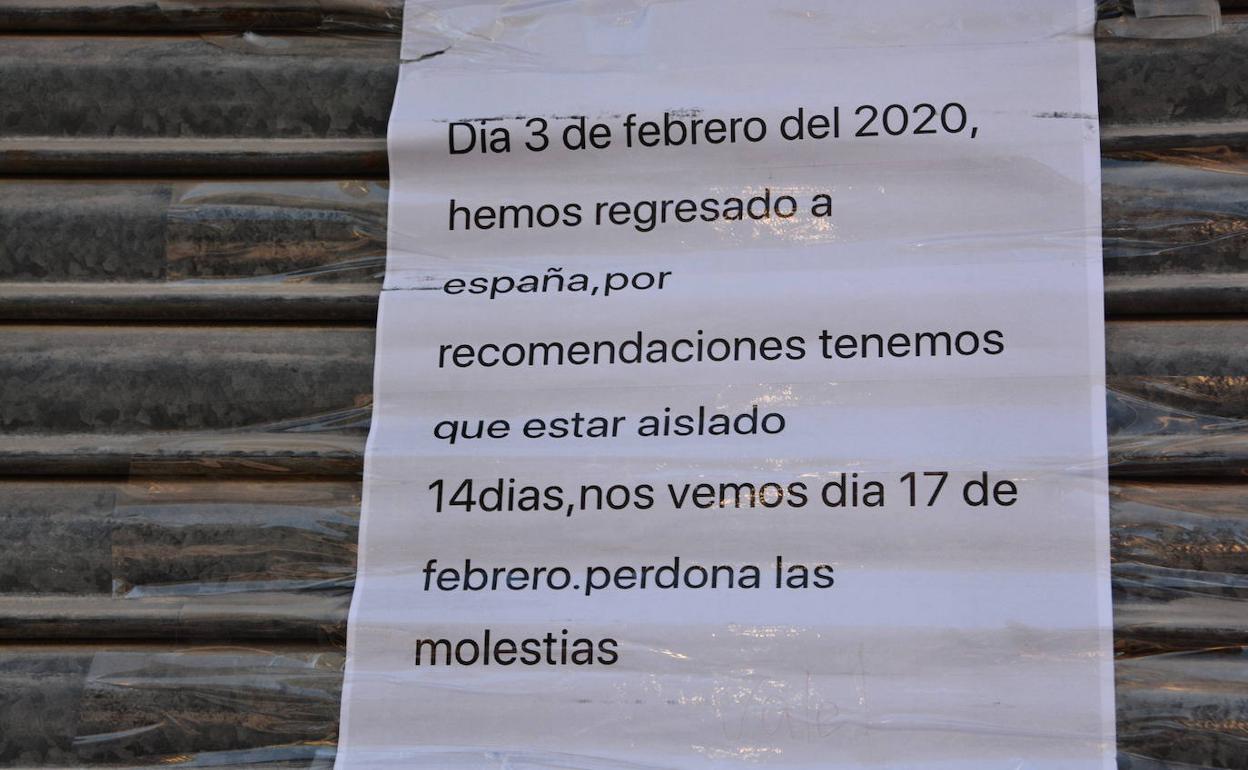 Dia 3 de febrero del 2020,
hemos regresado a
españa,por
recomendaciones tenemos
que estar aislado
14dias,nos vemos dia 17 de
febrero.perdona las
molestias